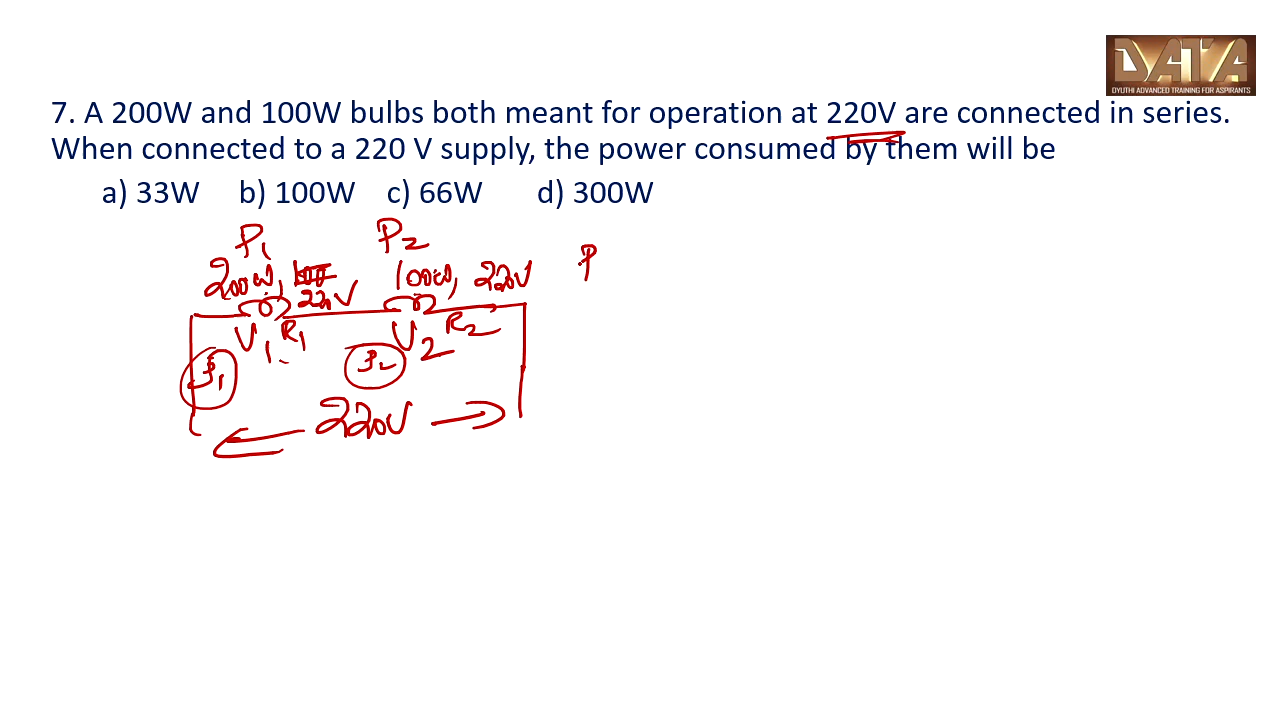 DATA
DYUTHI ADVANCED TRAINING FOR ASPIRANTS
7. A 200W and 100W bulbs both meant for operation at 220V are connected in series.
When connected to a 220 V supply, the power consumed by them will be
a) 33W b) 100W c) 66W d) 300W
P1 P2 P
200W, 220V 100W, 220V
V1 R1 V2 R2
P1 P2
220V